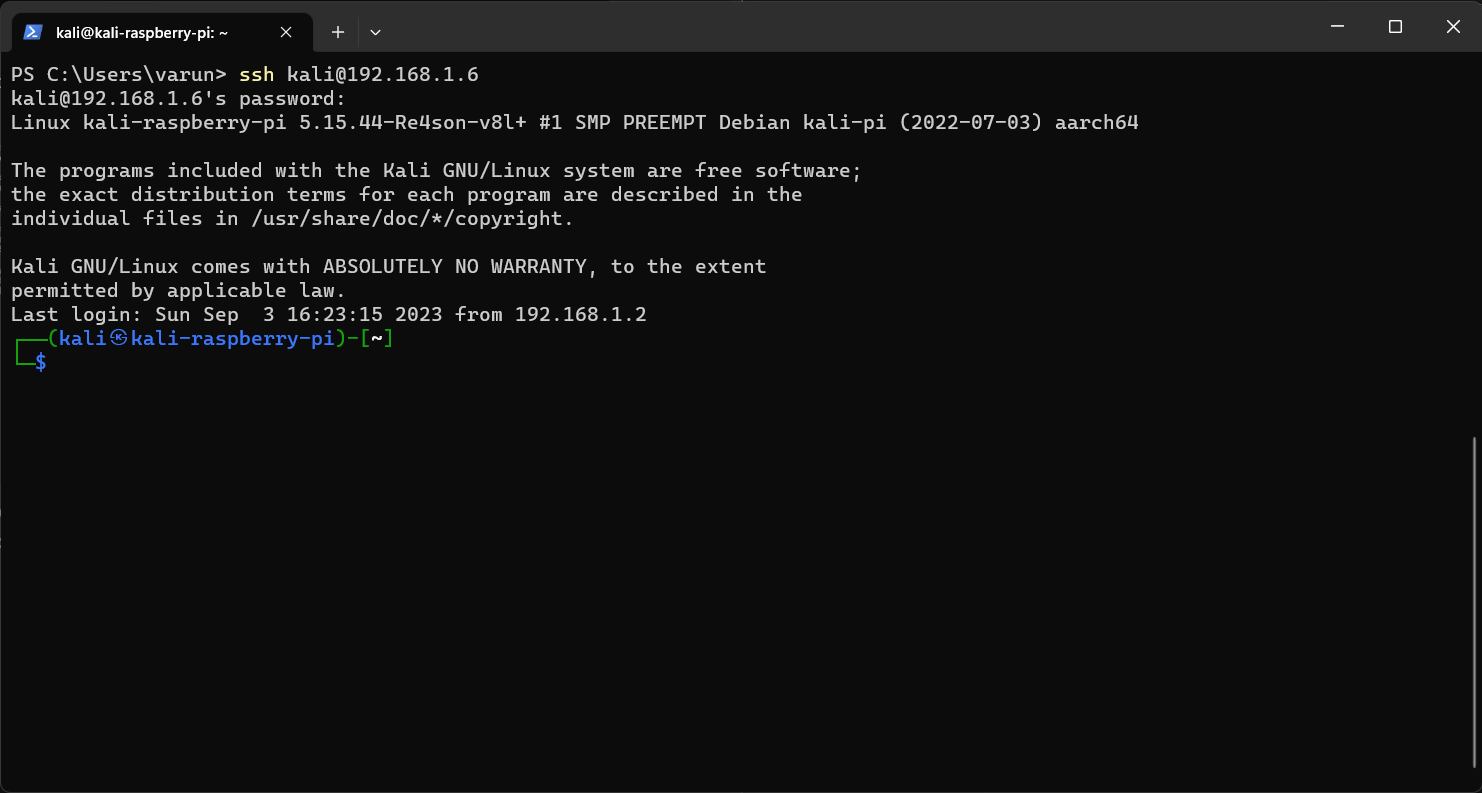 kali@kali-raspberry-pi: ~
PS C:\Users\varun> ssh kali@192.168.1.6
kali@192.168.1.6's password:
Linux kali-raspberry-pi 5.15.44-Re4son-v8l+ #1 SMP PREEMPT Debian kali-pi (2022-07-03) aarch64

The programs included with the Kali GNU/Linux system are free software;
the exact distribution terms for each program are described in the
individual files in /usr/share/doc/*/copyright.

Kali GNU/Linux comes with ABSOLUTELY NO WARRANTY, to the extent
permitted by applicable law.
Last login: Sun Sep  3 16:23:15 2023 from 192.168.1.2
┌──(kali㉿kali-raspberry-pi)-[~]
└─$